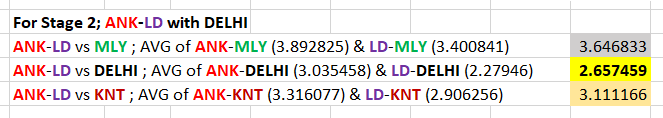 For Stage 2; ANK-LD with DELHI
ANK-LD vs MLY ; AVG of ANK-MLY (3.892825) & LD-MLY (3.400841) 3.646833
ANK-LD vs DELHI ; AVG of ANK-DELHI (3.035458) & LD-DELHI (2.27946) 2.657459
ANK-LD vs KNT ; AVG of ANK-KNT (3.316077) & LD-KNT (2.906256) 3.111166